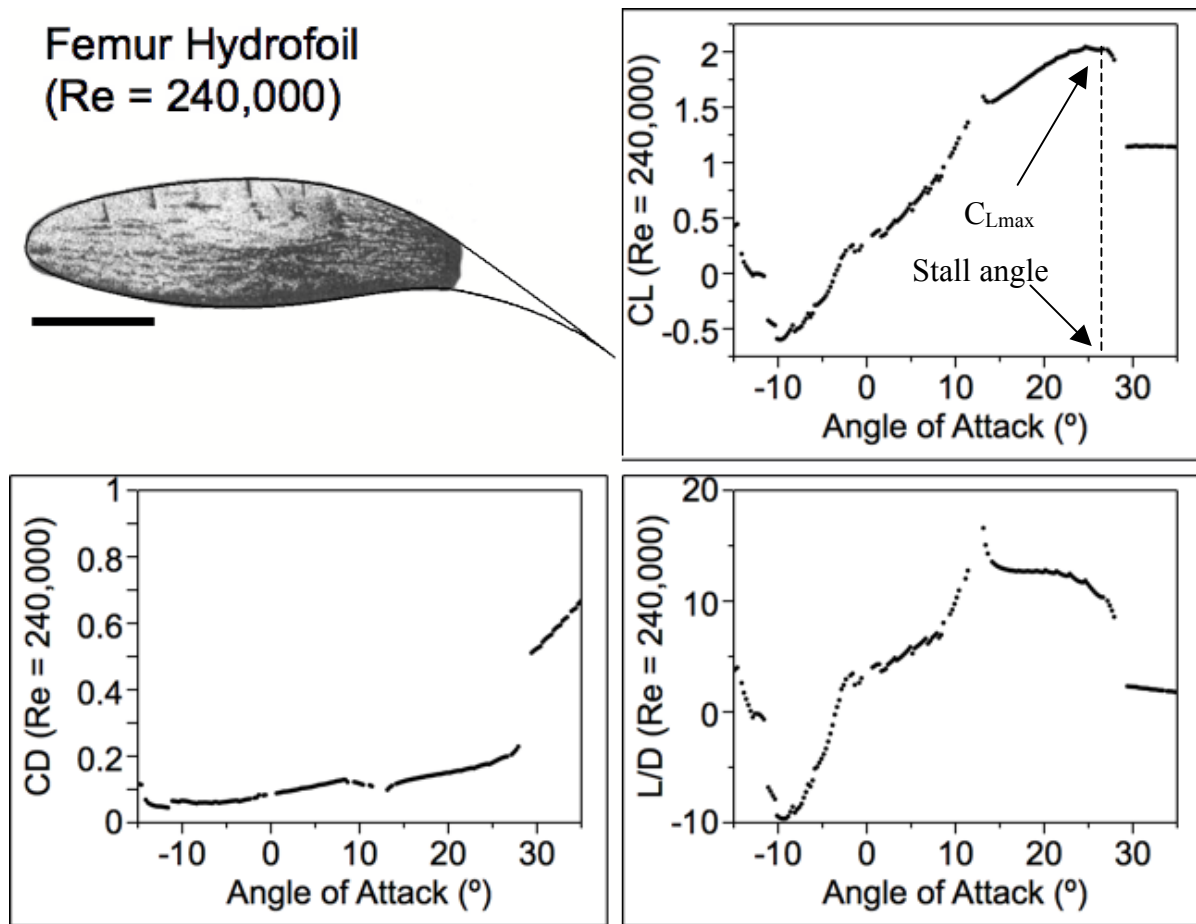 Femur Hydrofoil
(Re = 240,000)
CL (Re = 240,000)
2
1.5
1
0.5
0
-0.5
C_Lmax
Stall angle
-10 0 10 20 30
Angle of Attack (º)
CD (Re = 240,000)
1
0.8
0.6
0.4
0.2
0
-10 0 10 20 30
Angle of Attack (º)
L/D (Re = 240,000)
20
10
0
-10
-10 0 10 20 30
Angle of Attack (º)